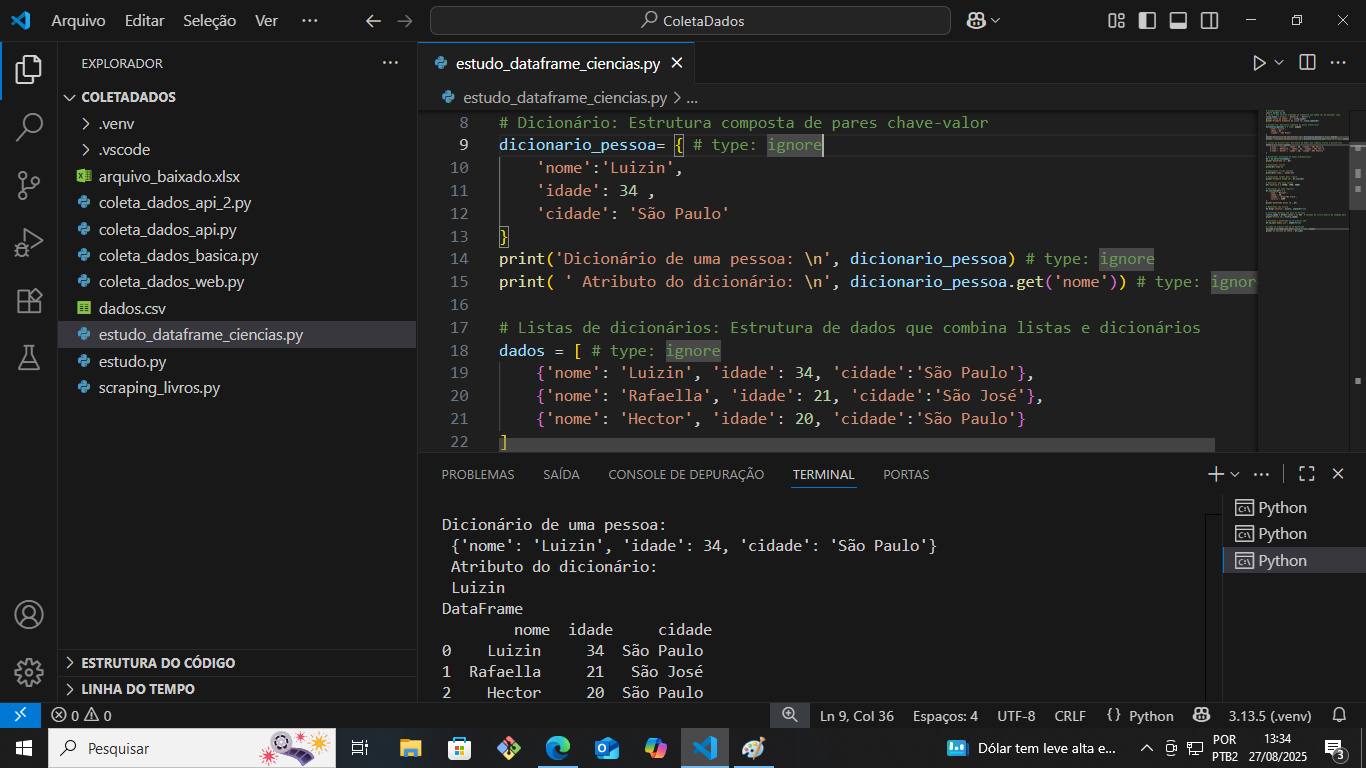 Arquivo Editar Seleção Ver ··· ColetaDados
EXPLORADOR ···
COLETADADOS
.venv
.vscode
arquivo_baixado.xlsx
coleta_dados_api_2.py
coleta_dados_api.py
coleta_dados_basica.py
coleta_dados_web.py
dados.csv
estudo_dataframe_ciencias.py
estudo.py
scraping_livros.py
ESTRUTURA DO CÓDIGO
LINHA DO TEMPO
estudo_dataframe_ciencias.py
estudo_dataframe_ciencias.py > ...
8 # Dicionário: Estrutura composta de pares chave-valor
9 dicionario_pessoa= { # type: ignore
10 'nome':'Luizin',
11 'idade': 34 ,
12 'cidade': 'São Paulo'
13 }
14 print('Dicionário de uma pessoa: \n', dicionario_pessoa) # type: ignore
15 print( ' Atributo do dicionário: \n', dicionario_pessoa.get('nome')) # type: ignor
16
17 # Listas de dicionários: Estrutura de dados que combina listas e dicionários
18 dados = [ # type: ignore
19 {'nome': 'Luizin', 'idade': 34, 'cidade':'São Paulo'},
20 {'nome': 'Rafaella', 'idade': 21, 'cidade':'São José'},
21 {'nome': 'Hector', 'idade': 20, 'cidade':'São Paulo'}
22 ]
PROBLEMAS SAÍDA CONSOLE DE DEPURAÇÃO TERMINAL PORTAS
Dicionário de uma pessoa:
{'nome': 'Luizin', 'idade': 34, 'cidade': 'São Paulo'}
Atributo do dicionário:
Luizin
DataFrame
nome idade cidade
0 Luizin 34 São Paulo
1 Rafaella 21 São José
2 Hector 20 São Paulo
Python
Python
Python
0 0 Ln 9, Col 36 Espaços: 4 UTF-8 CRLF {} Python 3.13.5 (.venv)
Pesquisar
Dólar tem leve alta e...
POR
PTB2
13:34
27/08/2025
3